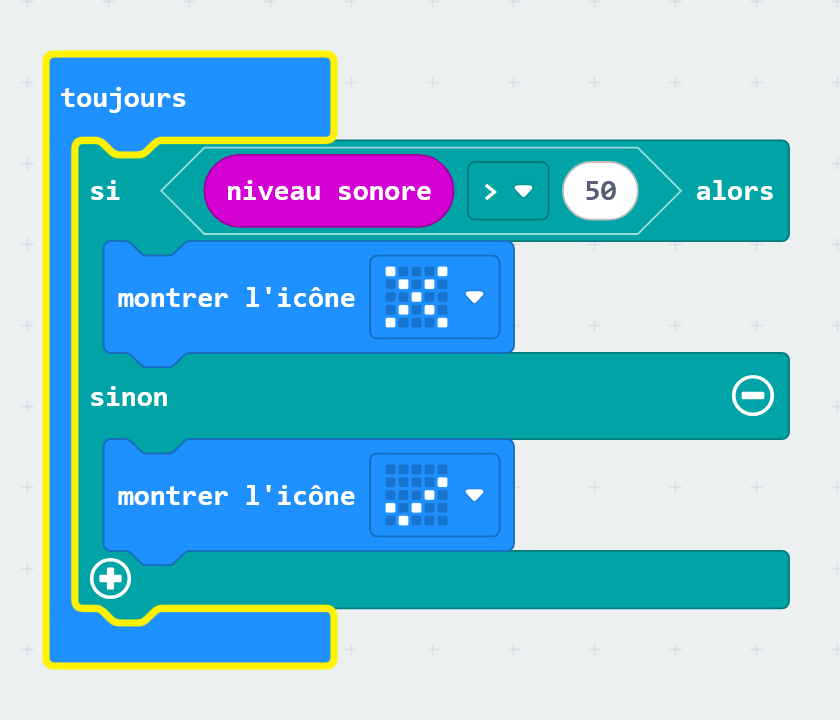 toujours
si niveau sonore > 50 alors
montrer l'icône
sinon
montrer l'icône